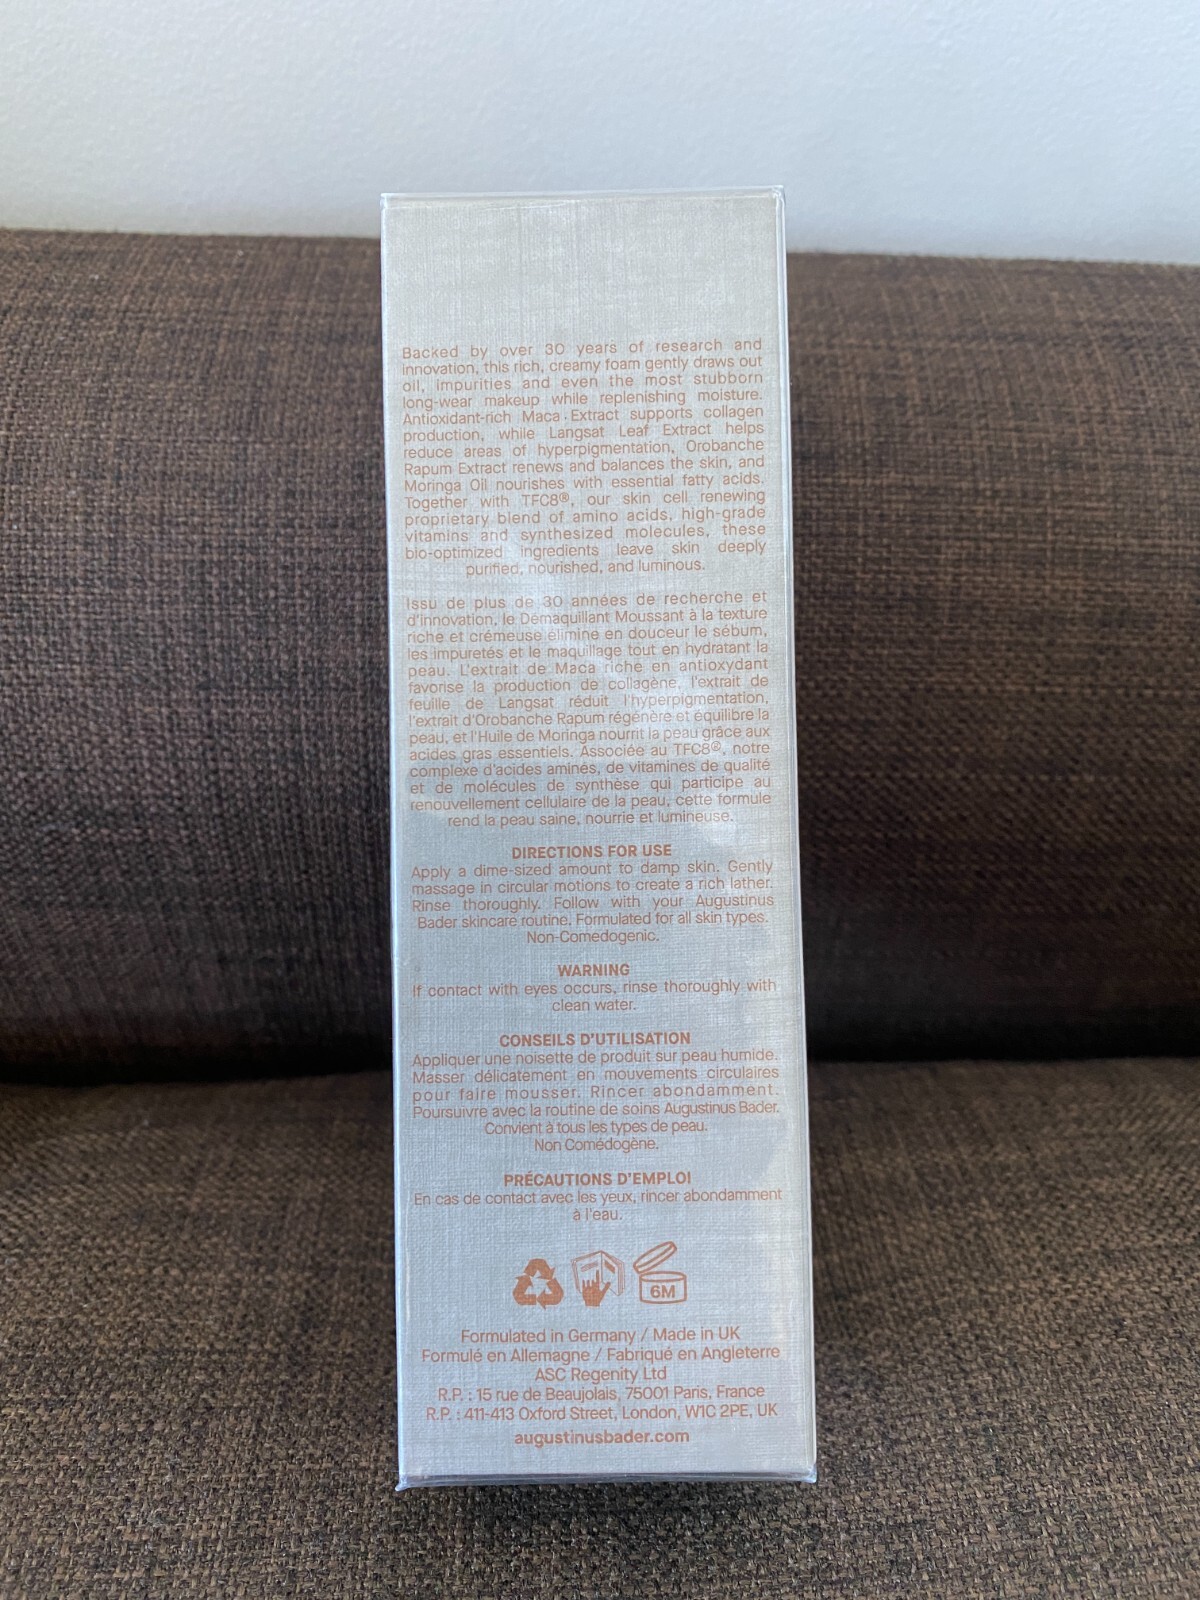 Backed by over 30 years of research and
innovation, this rich, creamy foam gently draws out
oil, impurities and even the most stubborn
long-wear makeup while replenishing moisture.
Antioxidant-rich Maca Extract supports collagen
production, while Langsat Leaf Extract helps
reduce areas of hyperpigmentation, Orobanche
Rapum Extract renews and balances the skin, and
Moringa Oil nourishes with essential fatty acids.
Together with TFC8®, our skin cell renewing
proprietary blend of amino acids, high-grade
vitamins and synthesized molecules, these
bio-optimized ingredients leave skin deeply
purified, nourished, and luminous.
Issu de plus de 30 années de recherche et
d'innovation, le Démaquillant Moussant à la texture
riche et crémeuse élimine en douceur le sébum,
les impuretés et le maquillage tout en hydratant la
peau. L'extrait de Maca riche en antioxydant
favorise la production de collagène, l'extrait de
feuille de Langsat réduit l'hyperpigmentation,
l'extrait d'Orobanche Rapum régénère et équilibre la
peau, et l'Huile de Moringa nourrit la peau grâce aux
acides gras essentiels. Associée au TFC8®, notre
complexe d'acides aminés, de vitamines de qualité
et de molécules de synthèse qui participe au
renouvellement cellulaire de la peau, cette formule
rend la peau saine, nourrie et lumineuse.
DIRECTIONS FOR USE
Apply a dime-sized amount to damp skin. Gently
massage in circular motions to create a rich lather.
Rinse thoroughly. Follow with your Augustinus
Bader skincare routine. Formulated for all skin types.
Non-Comedogenic.
WARNING
If contact with eyes occurs, rinse thoroughly with
clean water.
CONSEILS D'UTILISATION
Appliquer une noisette de produit sur peau humide.
Masser délicatement en mouvements circulaires
pour faire mousser. Rincer abondamment.
Poursuivre avec la routine de soins Augustinus Bader.
Convient à tous les types de peau.
Non Comédogène.
PRÉCAUTIONS D'EMPLOI
En cas de contact avec les yeux, rincer abondamment
à l'eau.
6M
Formulated in Germany / Made in UK
Formulé en Allemagne / Fabriqué en Angleterre
ASC Regenity Ltd
R.P. : 15 rue de Beaujolais, 75001 Paris, France
R.P. : 411-413 Oxford Street, London, W1C 2PE, UK
augustinusbader.com